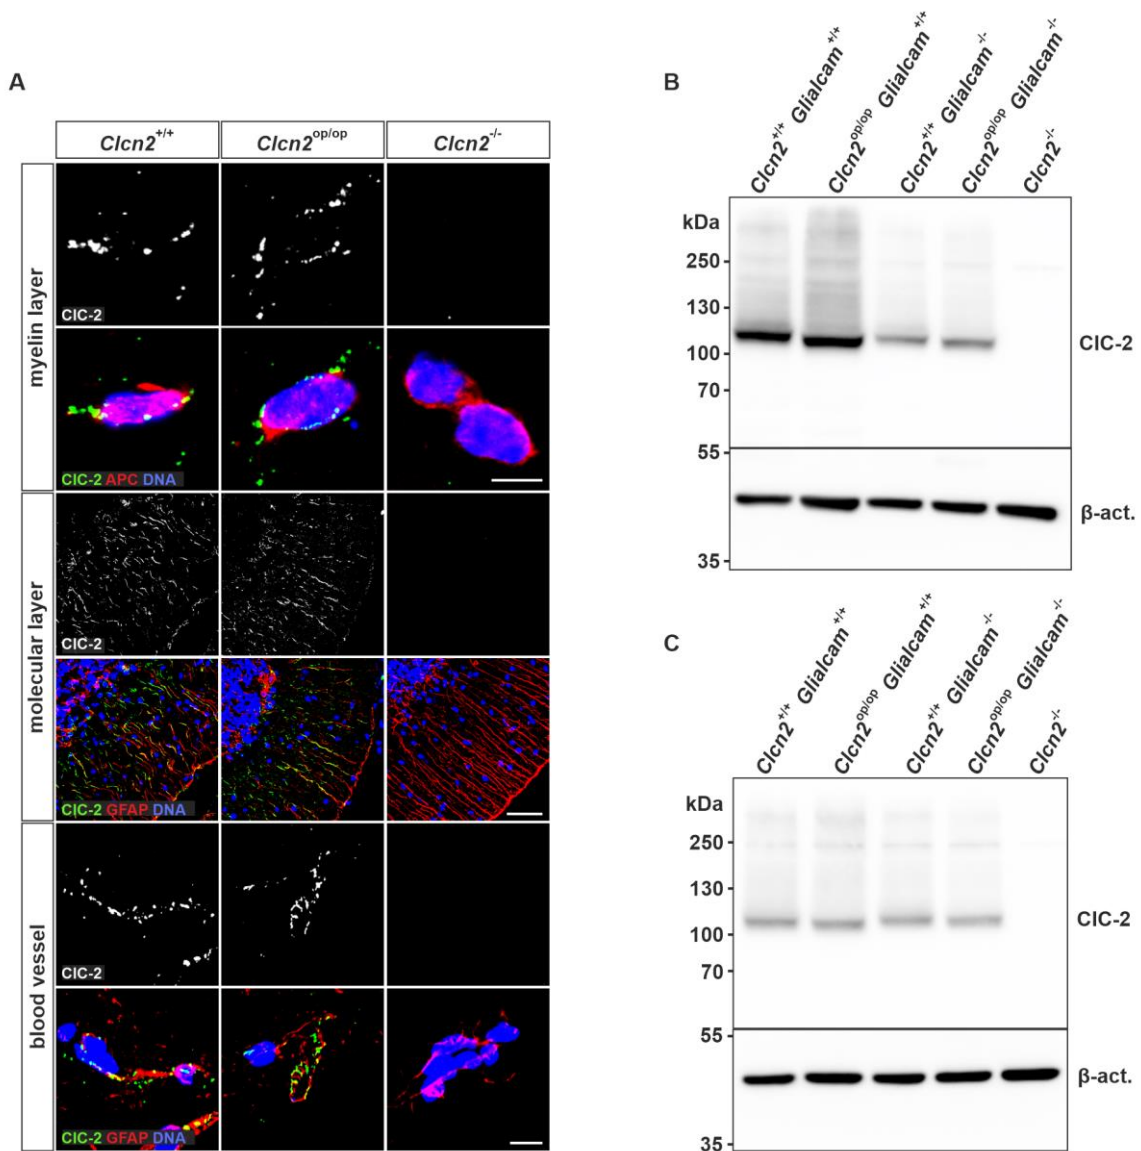 A
Clcn2+/+ Clcn2op/op Clcn2-/-
myelin layer
ClC-2
ClC-2 APC DNA
molecular layer
ClC-2
ClC-2 GFAP DNA
blood vessel
ClC-2
ClC-2 GFAP DNA
B
Clcn2+/+ Glialcam+/+
Clcn2op/op Glialcam+/+
Clcn2+/+ Glialcam-/-
Clcn2op/op Glialcam-/-
Clcn2-/-
kDa
250
130
100
70
55
35
ClC-2
β-act.
C
Clcn2+/+ Glialcam+/+
Clcn2op/op Glialcam+/+
Clcn2+/+ Glialcam-/-
Clcn2op/op Glialcam-/-
Clcn2-/-
kDa
250
130
100
70
55
35
ClC-2
β-act.